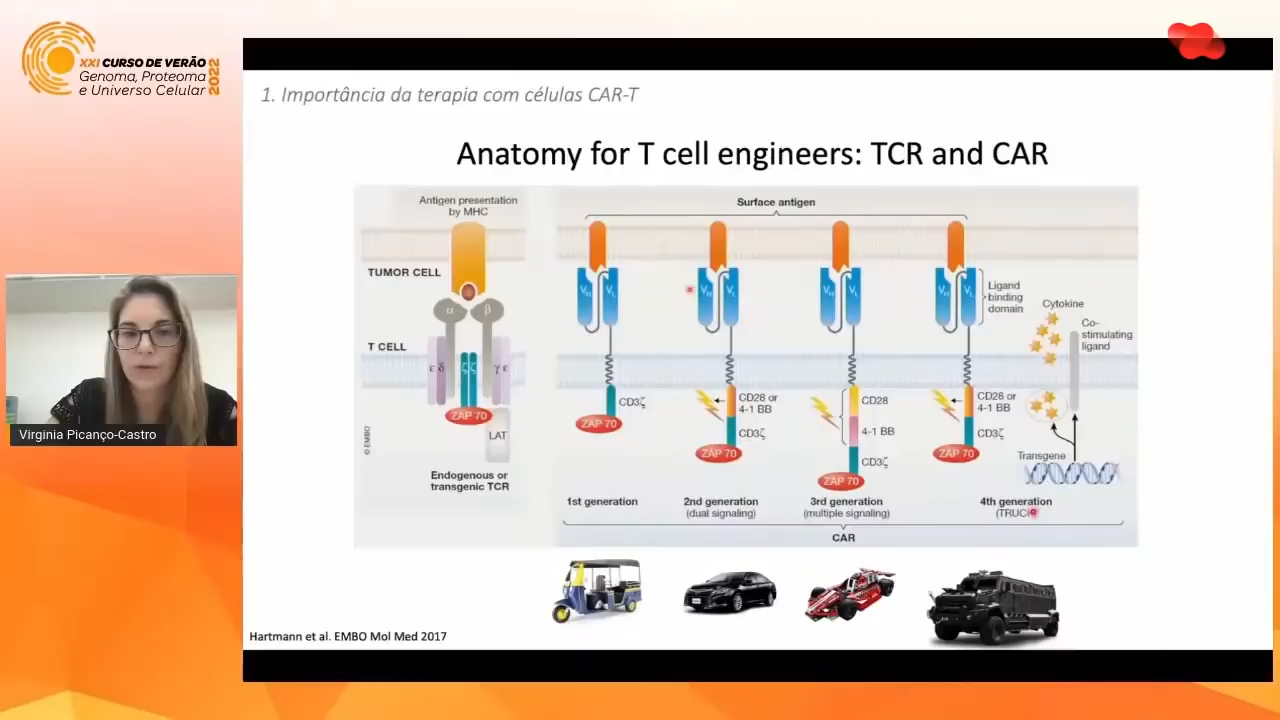 XXI CURSO DE VERÃO
Genoma, Proteoma
e Universo Celular
2022
1. Importância da terapia com células CAR-T
Anatomy for T cell engineers: TCR and CAR
Antigen presentation
by MHC
Surface antigen
TUMOR CELL
T CELL
α β
ε δ ζ ζ γ ε
ZAP 70
LAT
© EMBO
Endogenous or
transgenic TCR
VH VL
CD3ζ
ZAP 70
1st generation
VH VL
CD28 or
4-1 BB
CD3ζ
ZAP 70
2nd generation
(dual signaling)
VH VL
CD28
4-1 BB
CD3ζ
ZAP 70
3rd generation
(multiple signaling)
VH VL
Ligand
binding
domain
CD28 or
4-1 BB
CD3ζ
ZAP 70
Cytokine
Co-
stimulating
ligand
Transgene
4th generation
CAR
Hartmann et al. EMBO Mol Med 2017
Virginia Picanço-Castro